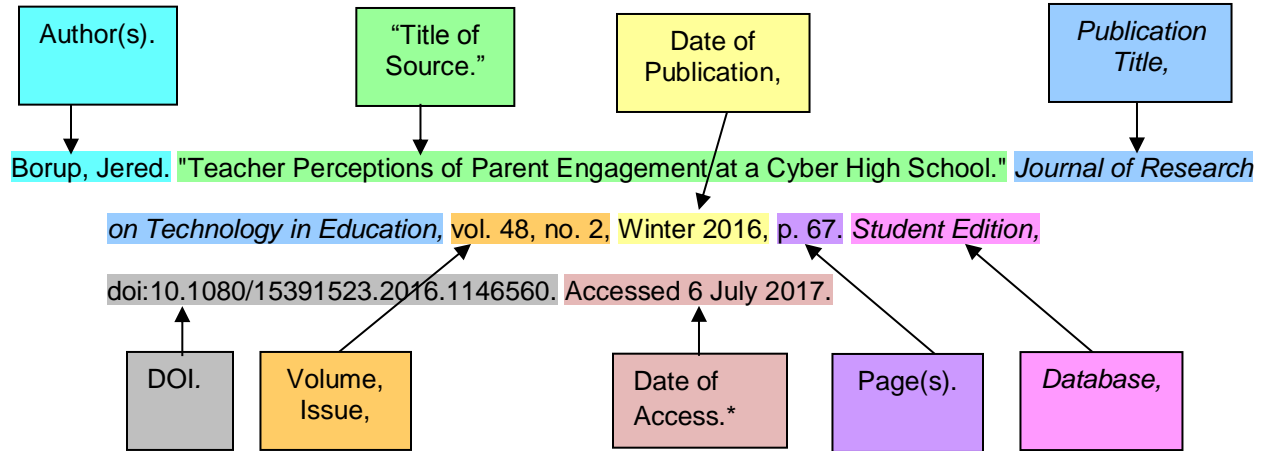 Author(s).
“Title of
Source.”
Date of
Publication,
Publication
Title,
Borup, Jered. "Teacher Perceptions of Parent Engagement at a Cyber High School." Journal of Research
on Technology in Education, vol. 48, no. 2, Winter 2016, p. 67. Student Edition,
doi:10.1080/15391523.2016.1146560. Accessed 6 July 2017.
DOI.
Volume,
Issue,
Date of
Access.*
Page(s).
Database,